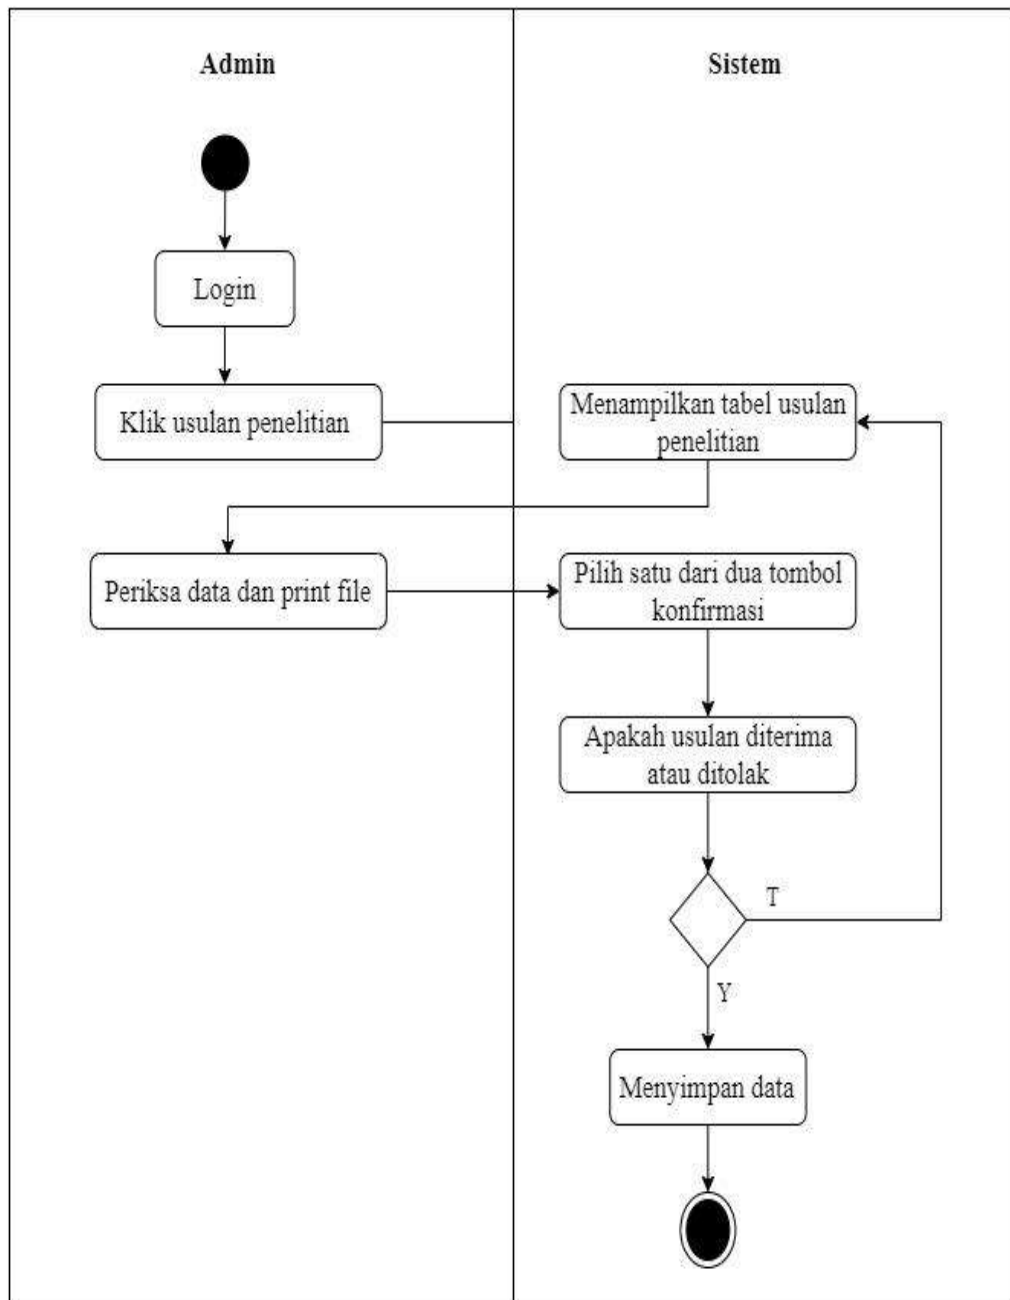 Admin
Sistem
Login
Klik usulan penelitian
Menampilkan tabel usulan
penelitian
Periksa data dan print file
Pilih satu dari dua tombol
konfirmasi
Apakah usulan diterima
atau ditolak
T
Y
Menyimpan data